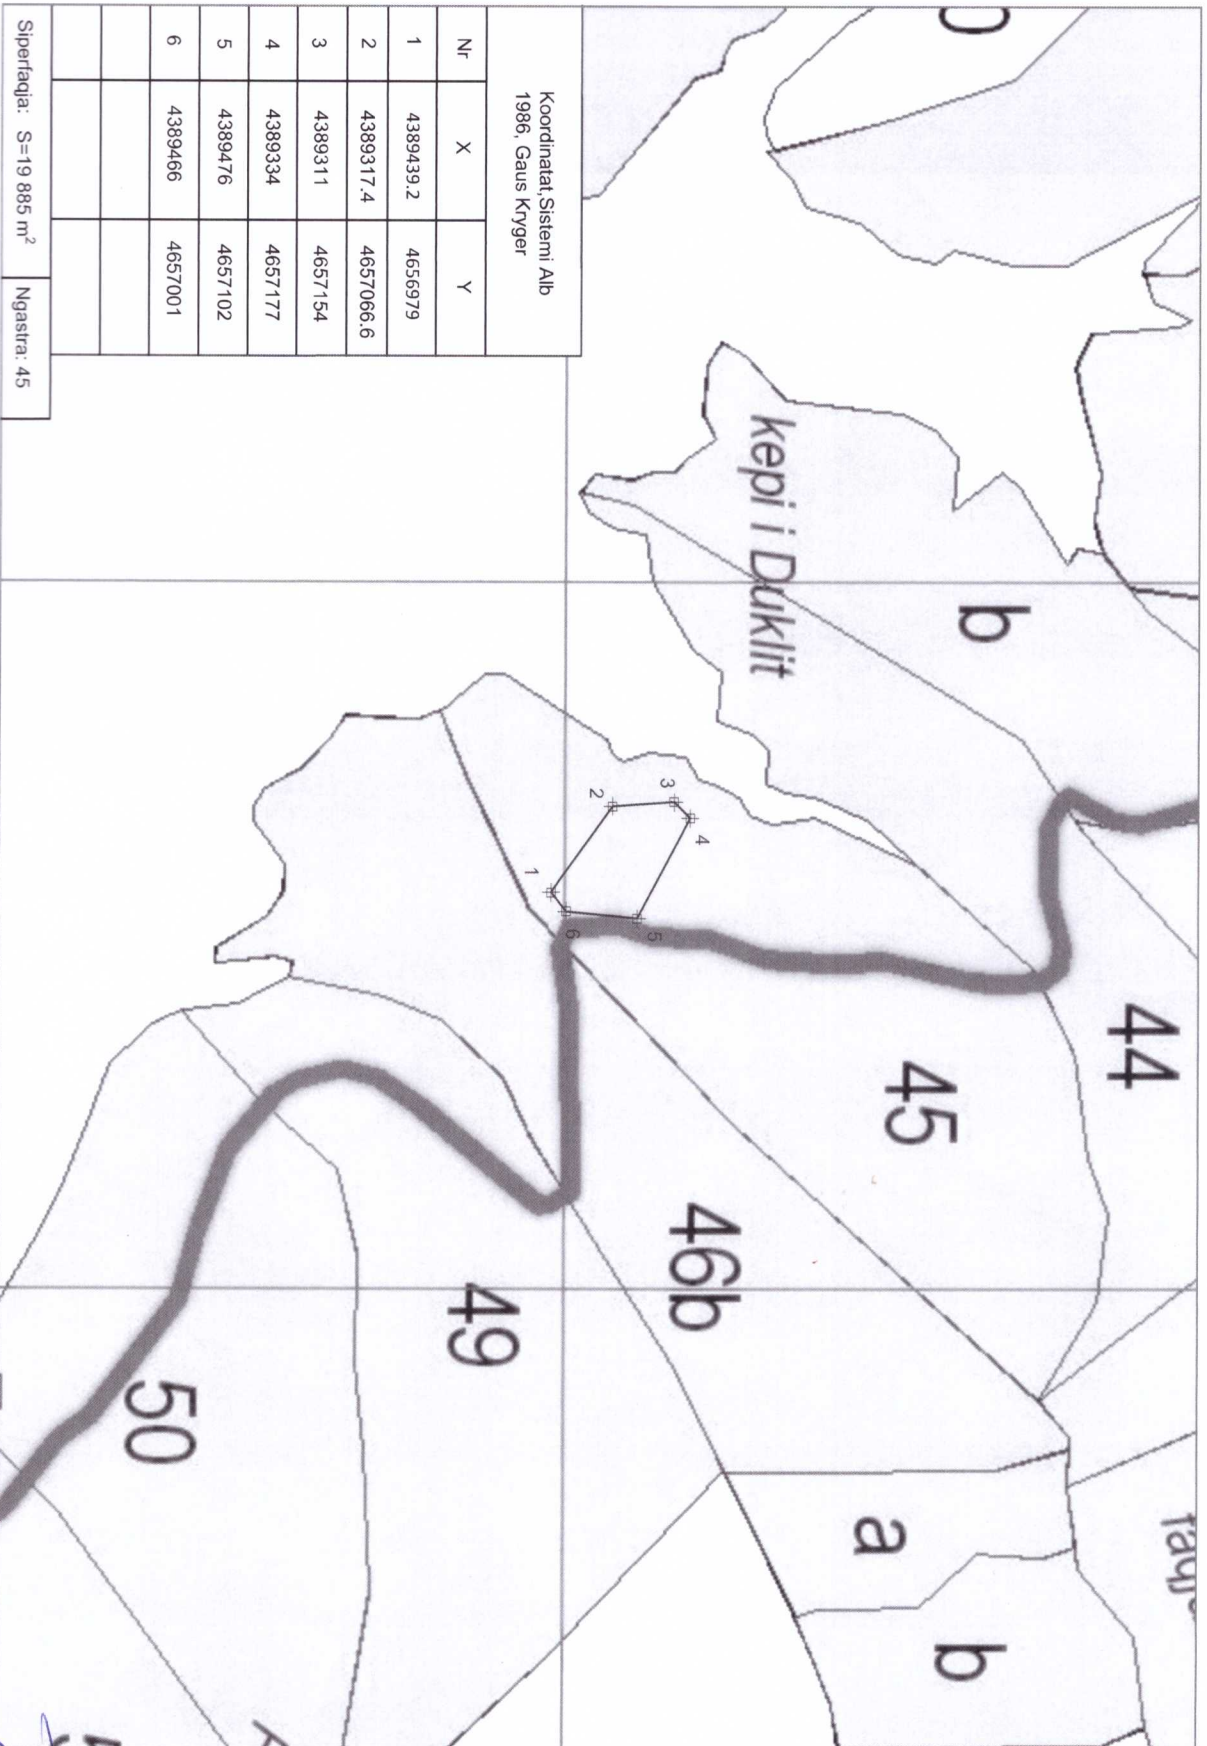 Koordinatat,Sistemi Alb
1986, Gaus Kryger
Nr X Y
1 4389439.2 4656979
2 4389317.4 4657066.6
3 4389311 4657154
4 4389334 4657177
5 4389476 4657102
6 4389466 4657001
Siperfaqja: S=19 885 m²
Ngastra: 45
kepi i Duklit
b
44
45
46b
49
50
a
b
1
2
3
4
5
6